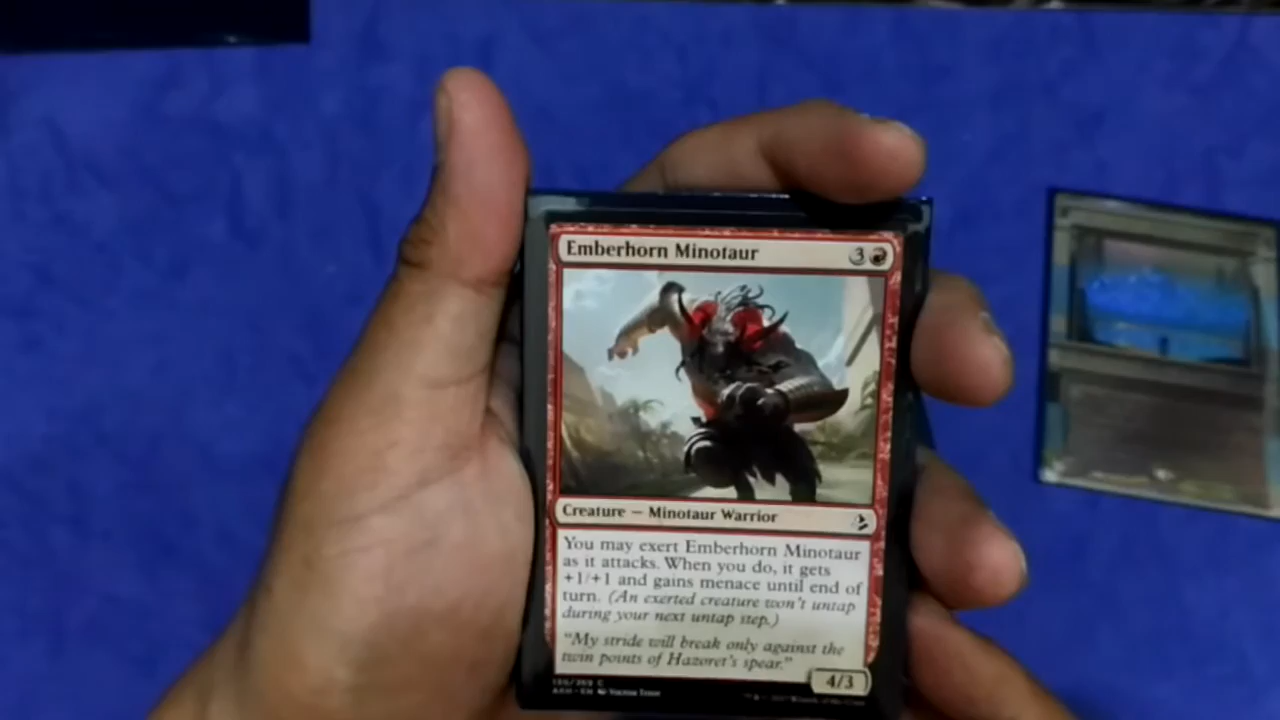 Emberhorn Minotaur 3
Creature — Minotaur Warrior
You may exert Emberhorn Minotaur
as it attacks. When you do, it gets
+1/+1 and gains menace until end of
turn. (An exerted creature won't untap
during your next untap step.)
"My stride will break only against the
twin points of Hazoret's spear."
4/3
AKH • EN